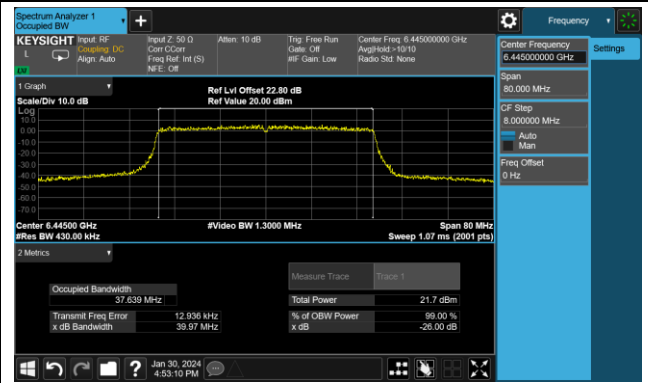 Spectrum Analyzer 1
Occupied BW
Frequency
KEYSIGHT
L
Input: RF
Coupling: DC
Align: Auto
Input Z: 50 Ω
Corr CCorr
Freq Ref: Int (S)
NFE: Off
Atten: 10 dB
Trig: Free Run
Gate: Off
#IF Gain: Low
Center Freq: 6.445000000 GHz
Avg|Hold:>10/10
Radio Std: None
Center Frequency
6.445000000 GHz
Settings
Span
80.000 MHz
CF Step
8.000000 MHz
Auto
Man
Freq Offset
0 Hz
1 Graph
Scale/Div 10.0 dB
Ref Lvl Offset 22.80 dB
Ref Value 20.00 dBm
Log
10.0
0.00
-10.0
-20.0
-30.0
-40.0
-50.0
-60.0
-70.0
Center 6.44500 GHz
#Res BW 430.00 kHz
#Video BW 1.3000 MHz
Span 80 MHz
Sweep 1.07 ms (2001 pts)
2 Metrics
Measure Trace
Trace 1
Occupied Bandwidth
37.639 MHz
Total Power
21.7 dBm
Transmit Freq Error
12.936 kHz
% of OBW Power
99.00 %
x dB Bandwidth
39.97 MHz
x dB
-26.00 dB
?
Jan 30, 2024
4:53:10 PM